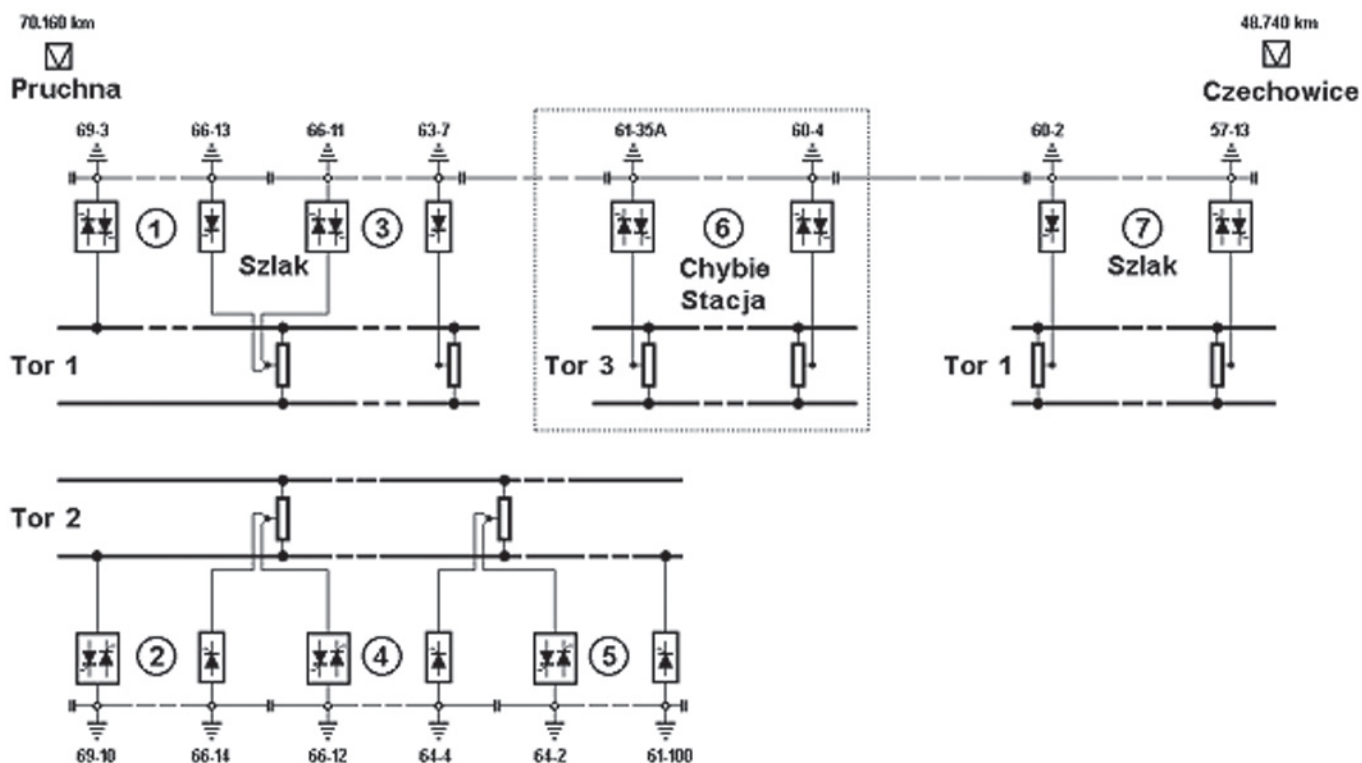 70.160 km
48.740 km
Pruchna
Czechowice
69-3
66-13
66-11
63-7
61-35A
60-4
60-2
57-13
1
3
6
7
Szlak
Chybie
Stacja
Szlak
Tor 1
Tor 3
Tor 1
Tor 2
2
4
5
69-10
66-14
66-12
64-4
64-2
61-100